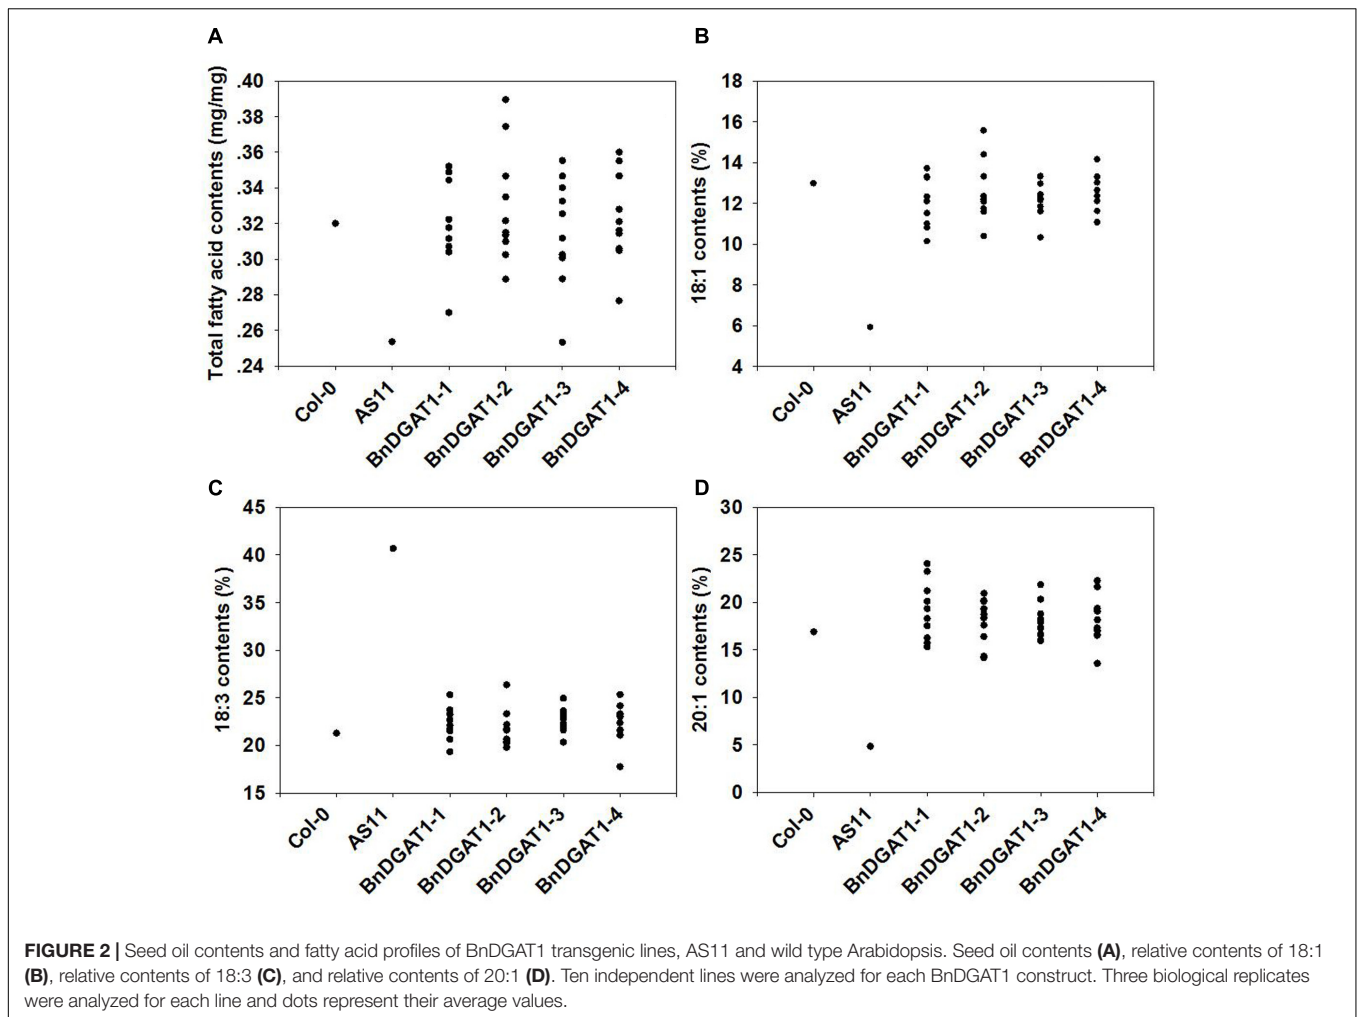 A
Total fatty acid contents (mg/mg)
.40
.38
.36
.34
.32
.30
.28
.26
.24
Col-0
AS11
BnDGAT1-1
BnDGAT1-2
BnDGAT1-3
BnDGAT1-4
B
18:1 contents (%)
18
16
14
12
10
8
6
4
Col-0
AS11
BnDGAT1-1
BnDGAT1-2
BnDGAT1-3
BnDGAT1-4
C
18:3 contents (%)
45
40
35
30
25
20
15
Col-0
AS11
BnDGAT1-1
BnDGAT1-2
BnDGAT1-3
BnDGAT1-4
D
20:1 contents (%)
30
25
20
15
10
5
0
Col-0
AS11
BnDGAT1-1
BnDGAT1-2
BnDGAT1-3
BnDGAT1-4
FIGURE 2 | Seed oil contents and fatty acid profiles of BnDGAT1 transgenic lines, AS11 and wild type Arabidopsis. Seed oil contents (A), relative contents of 18:1
(B), relative contents of 18:3 (C), and relative contents of 20:1 (D). Ten independent lines were analyzed for each BnDGAT1 construct. Three biological replicates
were analyzed for each line and dots represent their average values.